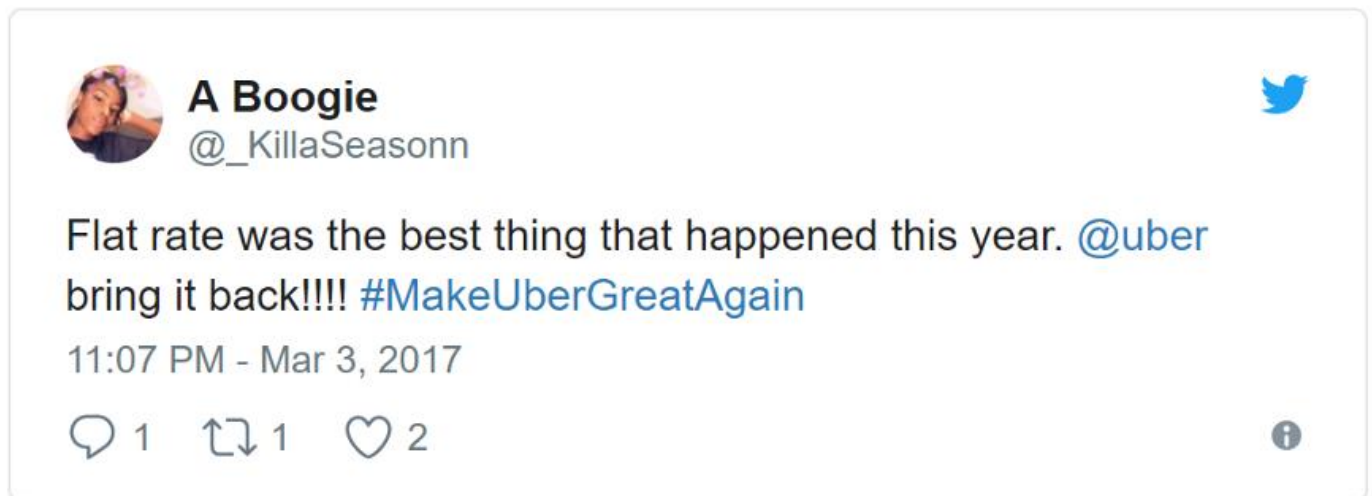 A Boogie
@_KillaSeasonn
Flat rate was the best thing that happened this year. @uber
bring it back!!!! #MakeUberGreatAgain
11:07 PM - Mar 3, 2017
1 1 2